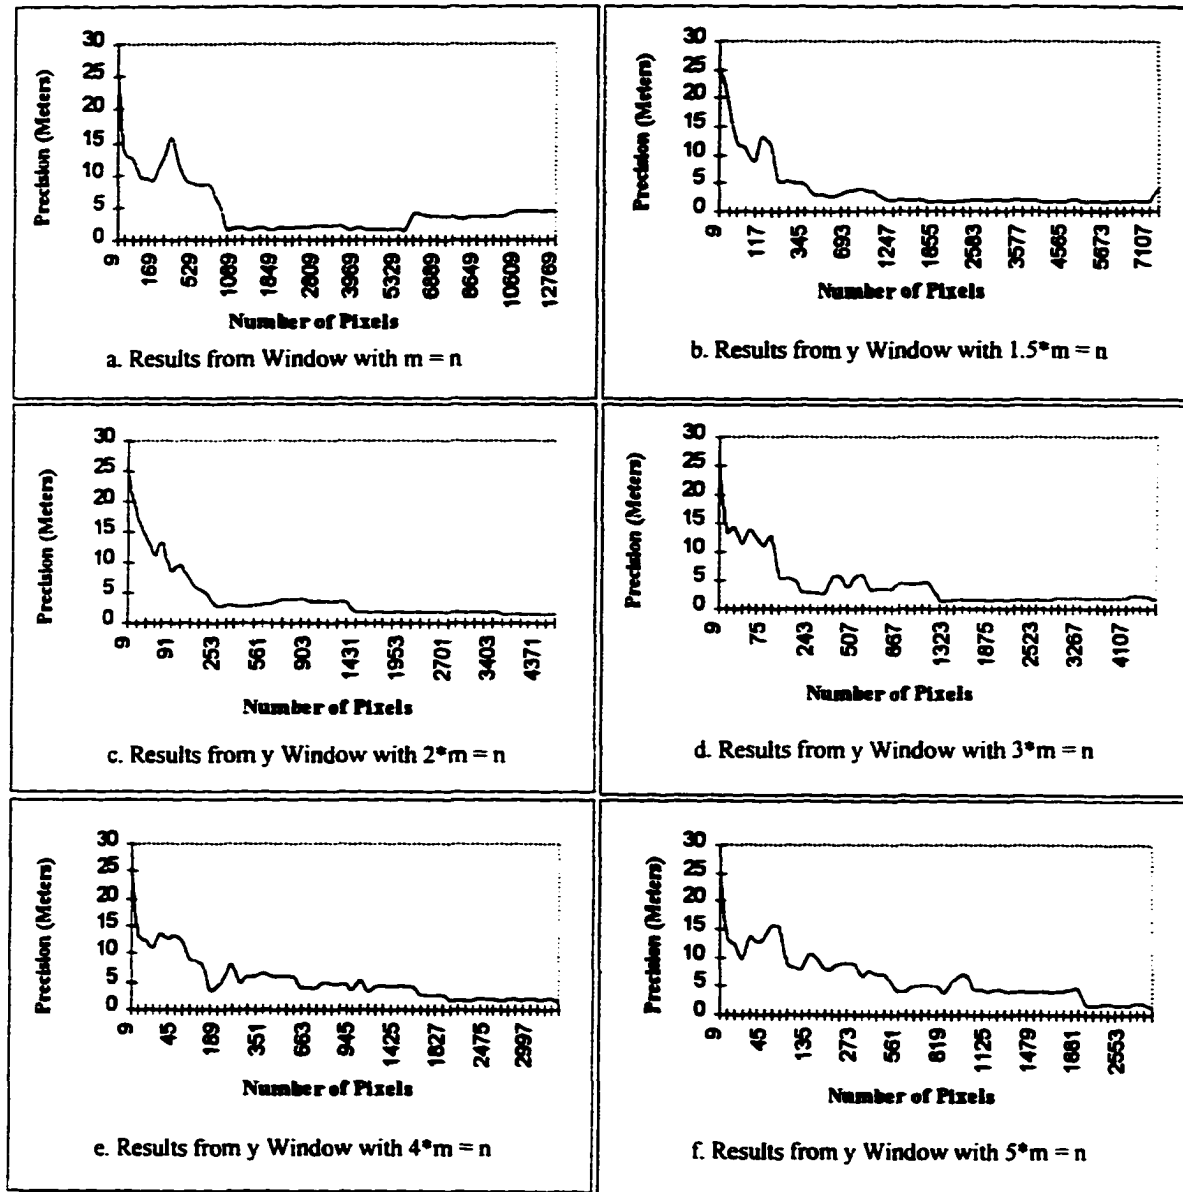 30
25
20
15
10
5
0
Precision (Meters)
9 169 529 1089 1849 2809 3969 5329 6889 8649 10609 12769
Number of Pixels
a. Results from Window with m = n
30
25
20
15
10
5
0
Precision (Meters)
9 117 345 693 1247 1655 2583 3577 4565 5673 7107
Number of Pixels
b. Results from y Window with 1.5*m = n
30
25
20
15
10
5
0
Precision (Meters)
9 91 253 561 903 1431 1953 2701 3403 4371
Number of Pixels
c. Results from y Window with 2*m = n
30
25
20
15
10
5
0
Precision (Meters)
9 75 243 507 867 1323 1875 2523 3267 4107
Number of Pixels
d. Results from y Window with 3*m = n
30
25
20
15
10
5
0
Precision (Meters)
9 45 189 351 663 945 1425 1827 2475 2997
Number of Pixels
e. Results from y Window with 4*m = n
30
25
20
15
10
5
0
Precision (Meters)
9 45 135 273 561 819 1125 1479 1881 2553
Number of Pixels
f. Results from y Window with 5*m = n